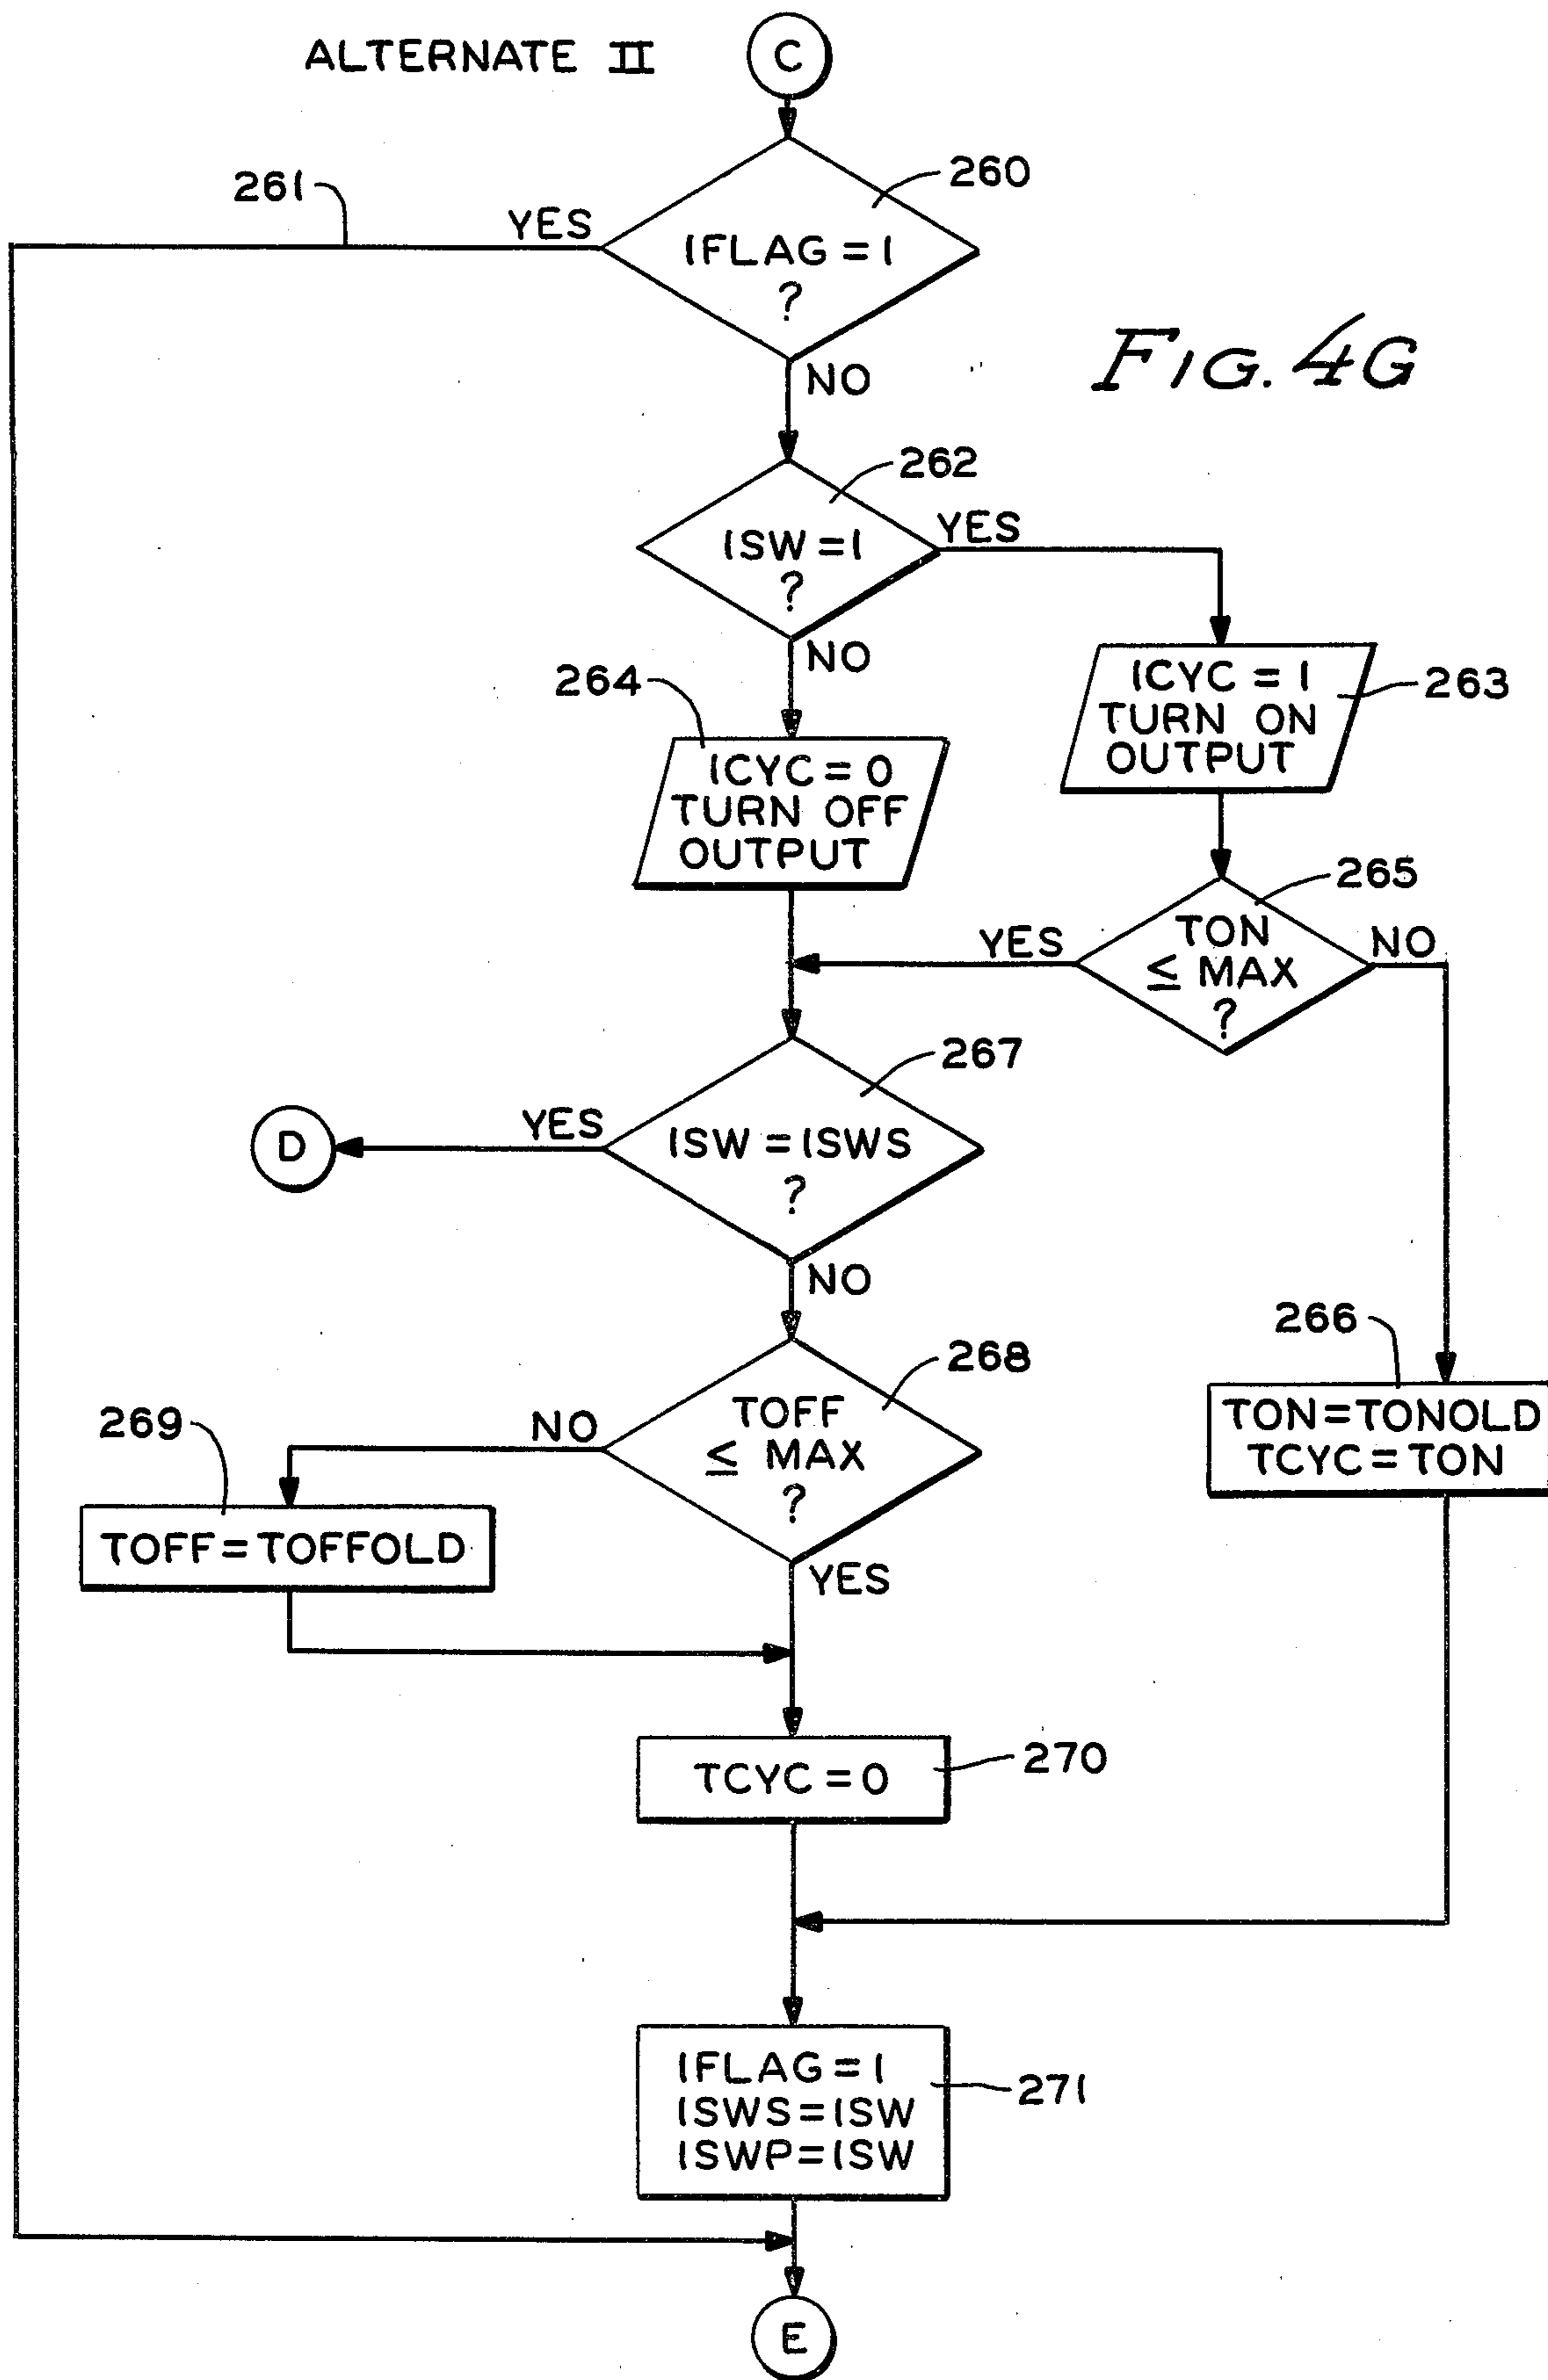 ALTERNATE II
C
260
261
YES
IFLAG = 1
?
FIG. 4G
NO
262
ISW = 1
?
YES
NO
264
ICYC = 1
TURN ON
OUTPUT
263
ICYC = 0
TURN OFF
OUTPUT
265
TON
≤ MAX
?
YES
NO
267
D
YES
ISW = ISWS
?
NO
266
268
TON = TONOLD
TCYC = TON
269
NO
TOFF
≤ MAX
?
TOFF = TOFFOLD
YES
TCYC = 0
270
IFLAG = 1
ISWS = ISW
ISWP = ISW
271
E